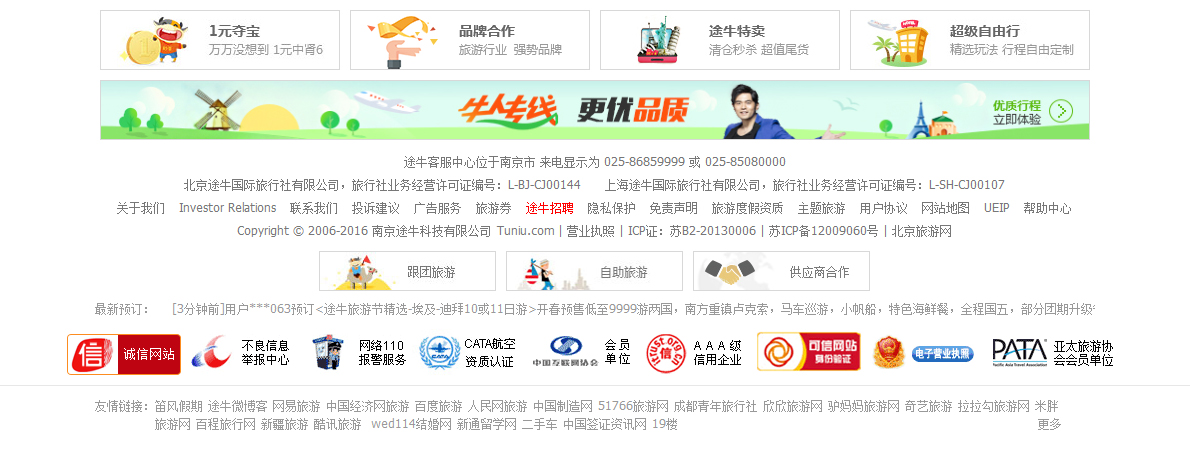 1元夺宝
万万没想到 1元中肾6
品牌合作
旅游行业 强势品牌
途牛特卖
清仓秒杀 超值尾货
超级自由行
精选玩法 行程自由定制
牛人专线 更优品质
优质行程
立即体验
途牛客服中心位于南京市 来电显示为 025-86859999 或 025-85080000
北京途牛国际旅行社有限公司，旅行社业务经营许可证编号：L-BJ-CJ00144 上海途牛国际旅行社有限公司，旅行社业务经营许可证编号：L-SH-CJ00107
关于我们 Investor Relations 联系我们 投诉建议 广告服务 旅游券 途牛招聘 隐私保护 免责声明 旅游度假资质 主题旅游 用户协议 网站地图 UEIP 帮助中心
Copyright © 2006-2016 南京途牛科技有限公司 Tuniu.com | 营业执照 | ICP证：苏B2-20130006 | 苏ICP备12009060号 | 北京旅游网
跟团旅游
自助旅游
供应商合作
最新预订： [3分钟前]用户***063预订<途牛旅游节精选-埃及-迪拜10或11日游>开春预售低至9999游两国，南方重镇卢克索，马车巡游，小帆船，特色海鲜餐，全程国五，部分团期升级
信 诚信网站
不良信息
举报中心
网络110
报警服务
CATA
CATA航空
资质认证
中国互联网协会
会员
单位
信 itrust.org.cn
AAA级
信用企业
可信网站
身份验证
电子营业执照
PATA
Pacific Asia Travel Association
亚太旅游协
会会员单位
友情链接：笛风假期 途牛微博客 网易旅游 中国经济网旅游 百度旅游 人民网旅游 中国制造网 51766旅游网 成都青年旅行社 欣欣旅游网 驴妈妈旅游网 奇艺旅游 拉拉勾旅游网 米胖
旅游网 百程旅行网 新疆旅游 酷讯旅游 wed114结婚网 新通留学网 二手车 中国签证资讯网 19楼 更多